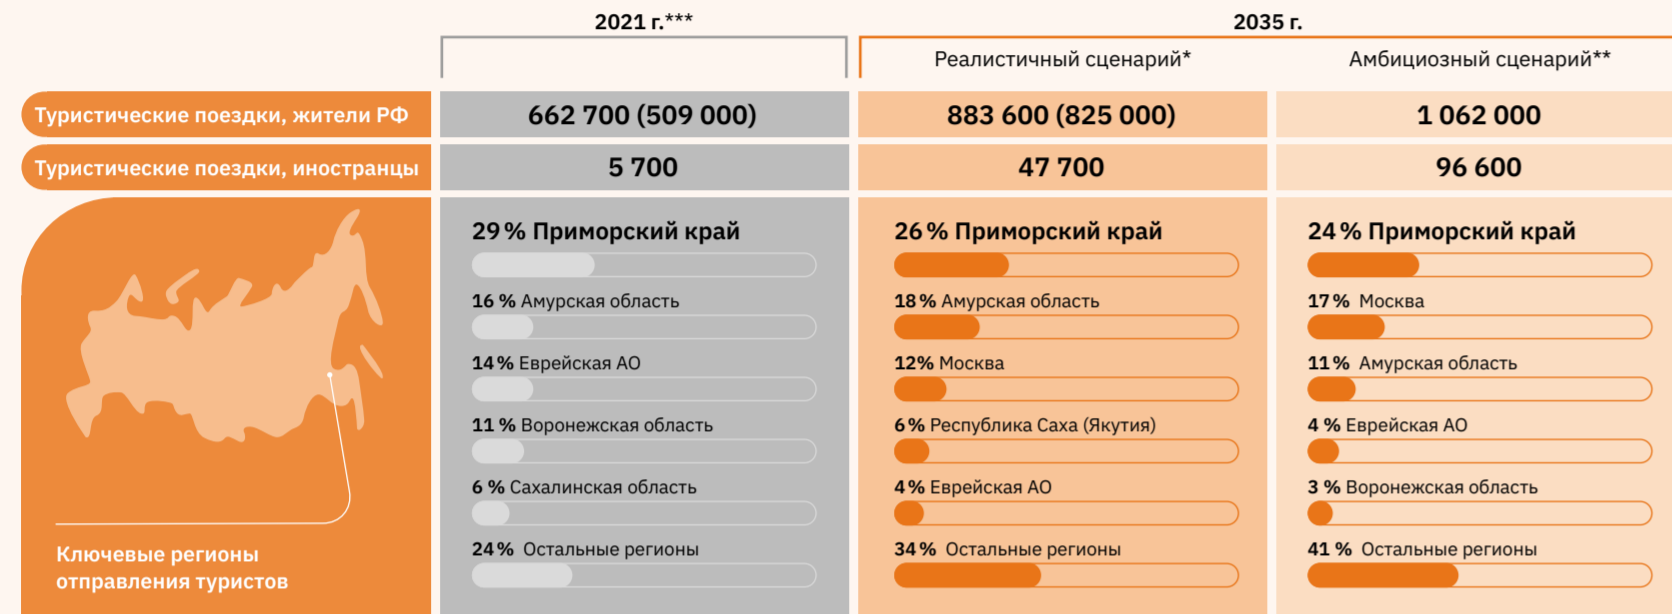 2021 г.***
2035 г.
Реалистичный сценарий*
Амбициозный сценарий**
Туристические поездки, жители РФ
662 700 (509 000)
883 600 (825 000)
1 062 000
Туристические поездки, иностранцы
5 700
47 700
96 600
Ключевые регионы
отправления туристов
29 % Приморский край
16 % Амурская область
14 % Еврейская АО
11 % Воронежская область
6 % Сахалинская область
24 % Остальные регионы
26 % Приморский край
18 % Амурская область
12% Москва
6 % Республика Саха (Якутия)
4 % Еврейская АО
34 % Остальные регионы
24 % Приморский край
17 % Москва
11 % Амурская область
4 % Еврейская АО
3 % Воронежская область
41 % Остальные регионы